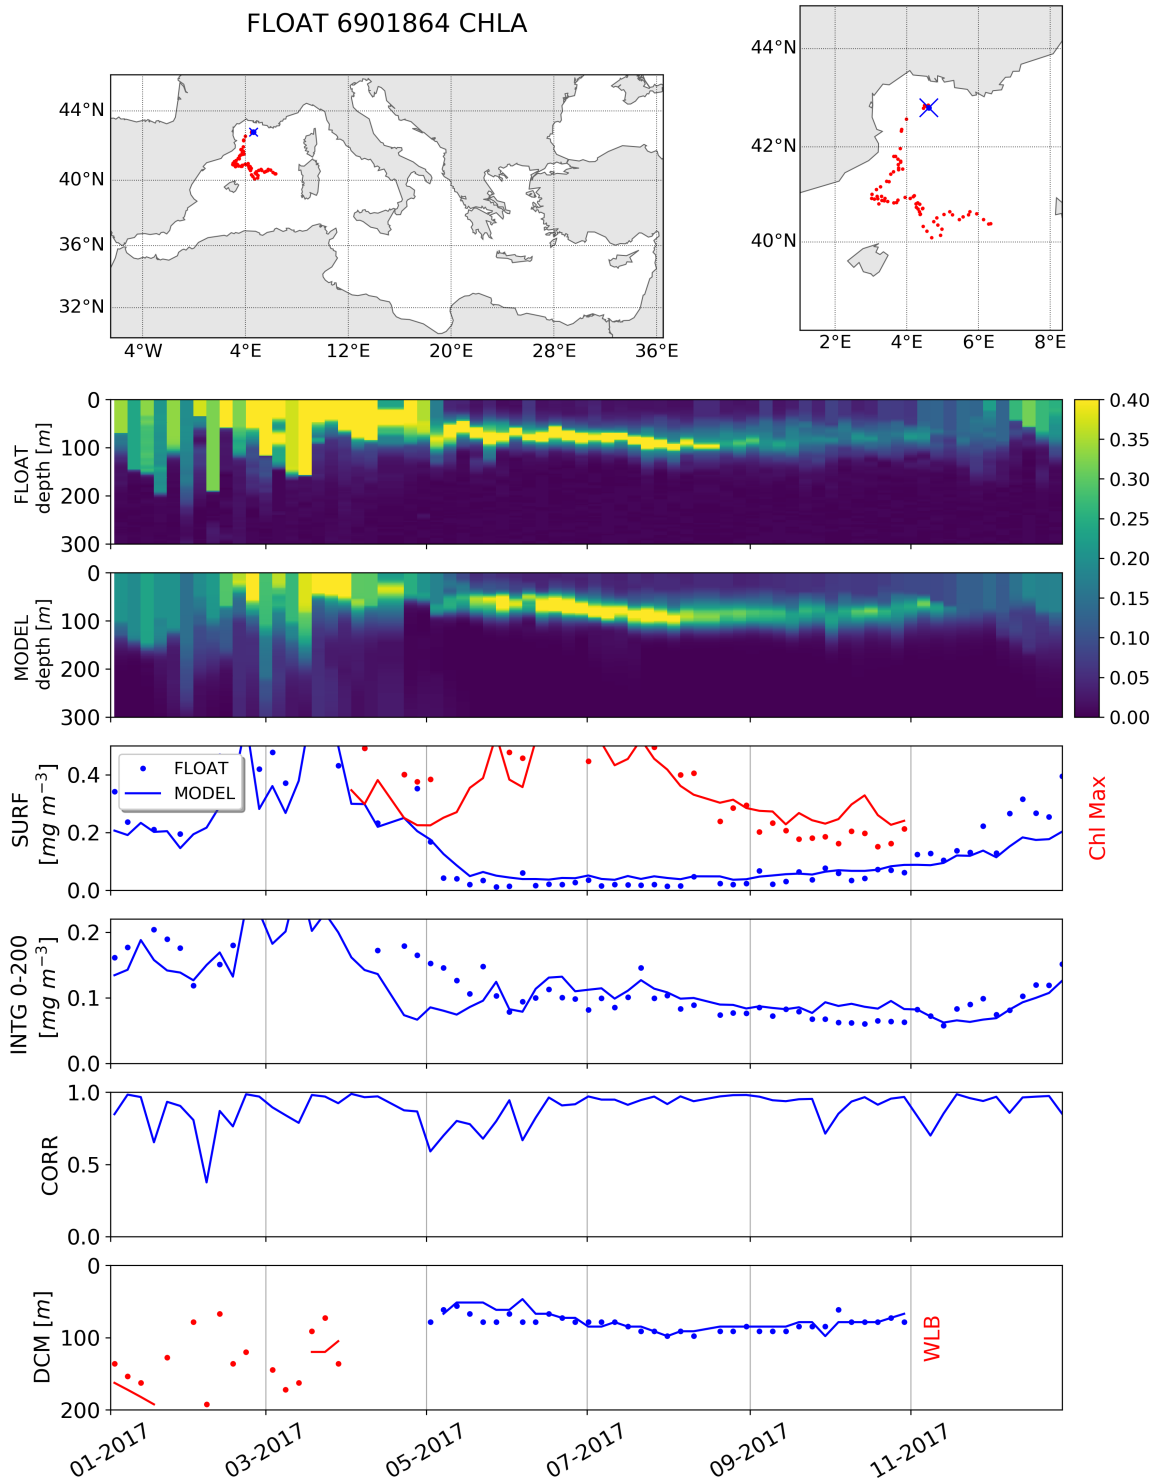 FLOAT 6901864 CHLA
44°N
40°N
36°N
32°N
4°W
4°E
12°E
20°E
28°E
36°E
44°N
42°N
40°N
2°E
4°E
6°E
8°E
FLOAT
depth [m]
0
100
200
300
MODEL
depth [m]
0
100
200
300
0.40
0.35
0.30
0.25
0.20
0.15
0.10
0.05
0.00
SURF
[mg m⁻³]
0.4
0.2
0.0
FLOAT
MODEL
Chl Max
INTG 0-200
[mg m⁻³]
0.2
0.1
0.0
CORR
1.0
0.5
0.0
DCM [m]
0
100
200
WLB
01-2017
03-2017
05-2017
07-2017
09-2017
11-2017